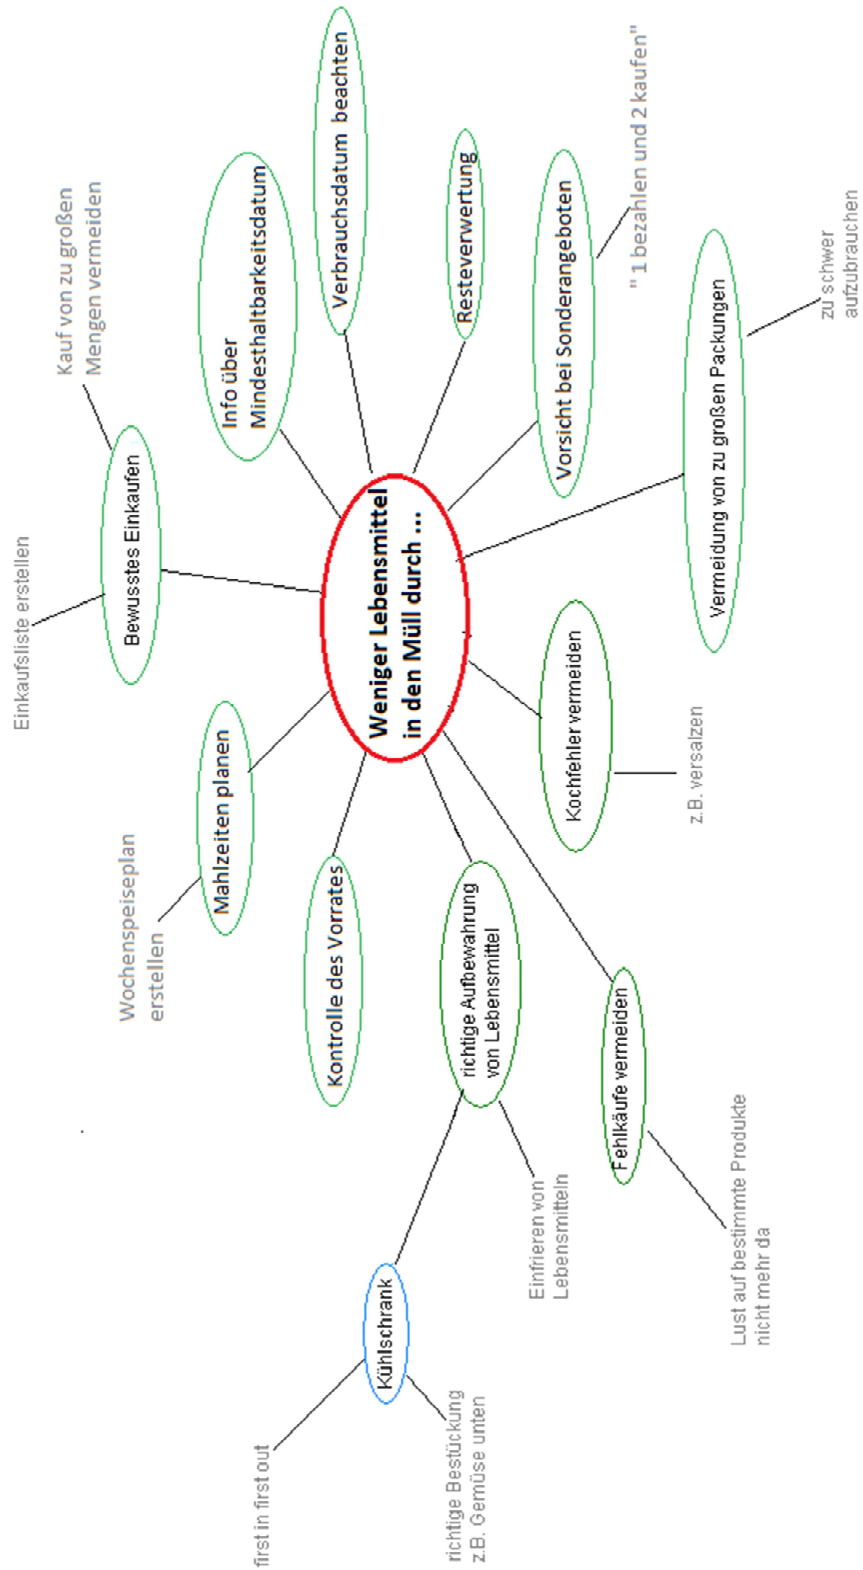 Einkaufsliste erstellen
Kauf von zu großen
Mengen vermeiden
Bewusstes Einkaufen
Wochenspeiseplan
erstellen
Mahlzeiten planen
Info über
Mindesthaltbarkeitsdatum
Verbrauchsdatum beachten
Kontrolle des Vorrates
Weniger Lebensmittel
in den Müll durch ...
Resteverwertung
first in first out
Kühlschrank
richtige Bestückung
z.B. Gemüse unten
richtige Aufbewahrung
von Lebensmittel
Einfrieren von
Lebensmitteln
Vorsicht bei Sonderangeboten
" 1 bezahlen und 2 kaufen"
Kochfehler vermeiden
z.B. versalzen
Fehlkäufe vermeiden
Lust auf bestimmte Produkte
nicht mehr da
Vermeidung von zu großen Packungen
zu schwer
aufzubrauchen